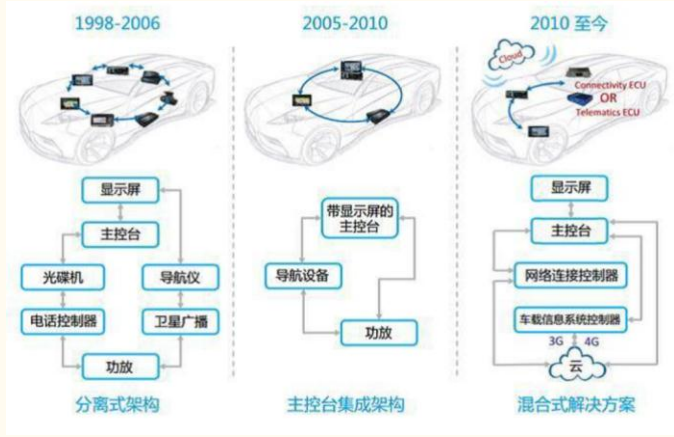 1998-2006
2005-2010
2010 至今
Cloud
Connectivity ECU
OR
Telematics ECU
显示屏
主控台
光碟机
导航仪
电话控制器
卫星广播
功放
分离式架构
带显示屏的
主控台
导航设备
功放
主控台集成架构
显示屏
主控台
网络连接控制器
车载信息系统控制器
3G 4G
云
混合式解决方案